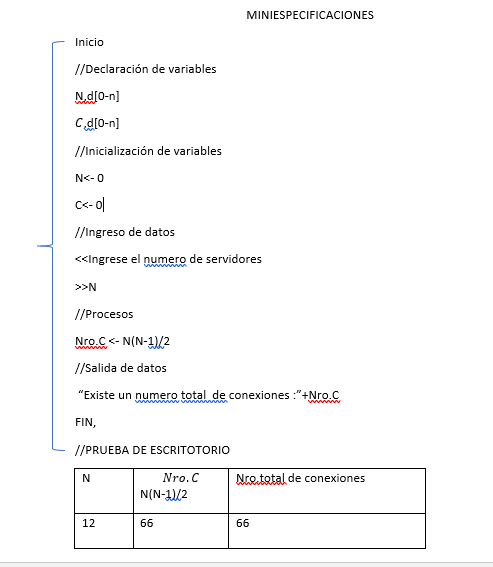 MINIESPECIFICACIONES
Inicio
//Declaración de variables
N,d[0-n]
C,d[0-n]
//Inicialización de variables
N<- 0
C<- 0
//Ingreso de datos
<<Ingrese el numero de servidores
>>N
//Procesos
Nro.C <- N(N-1)/2
//Salida de datos
“Existe un numero total  de conexiones :”+Nro.C
FIN,
//PRUEBA DE ESCRITOTORIO
N Nro.C Nro.total de conexiones
N(N-1)/2
12 66 66